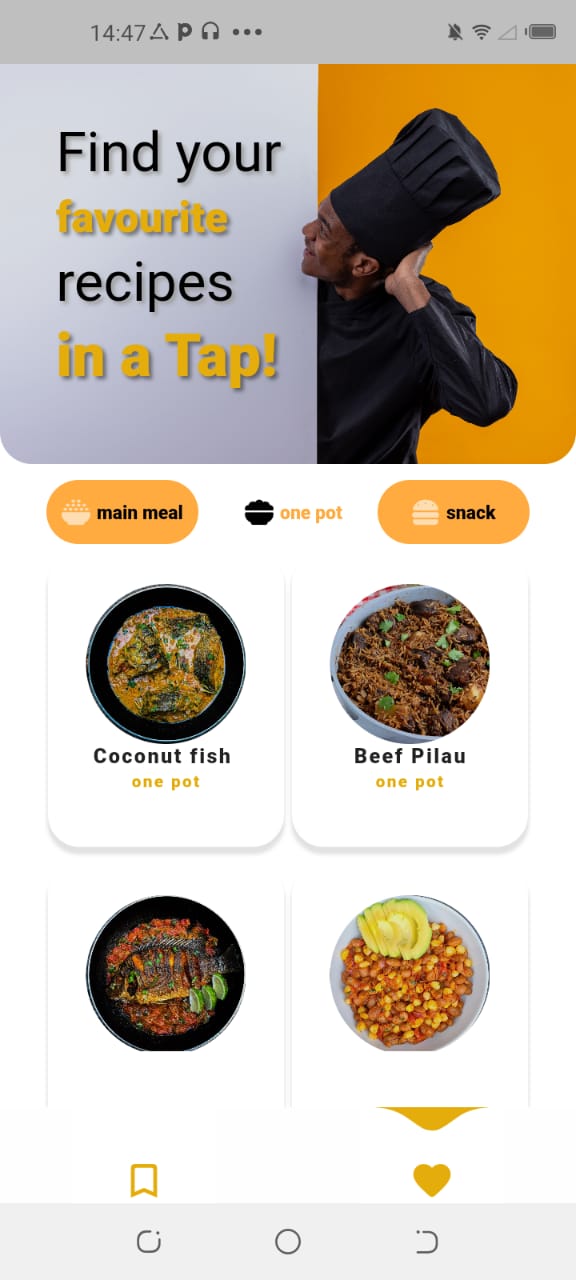 14:47
Find your
favourite
recipes
in a Tap!
main meal
one pot
snack
Coconut fish
one pot
Beef Pilau
one pot